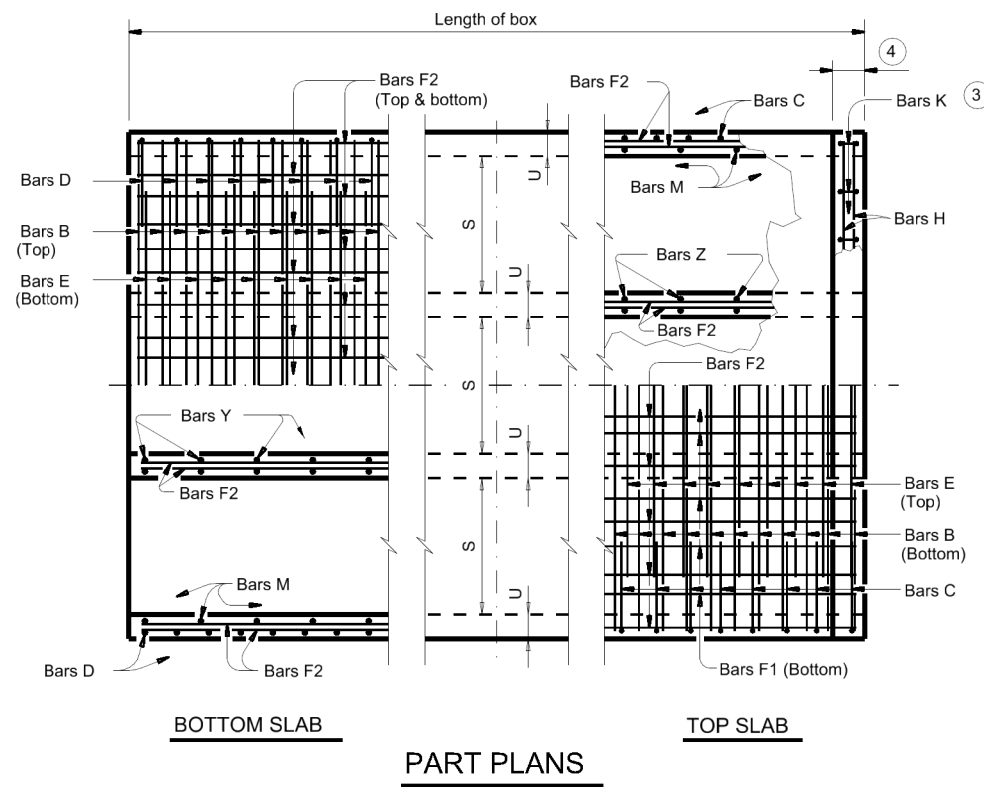 Length of box
4
Bars F2
(Top & bottom)
Bars F2
Bars C
Bars K
3
Bars D
U
Bars M
Bars H
Bars B
(Top)
S
Bars Z
Bars E
(Bottom)
U
Bars F2
Bars F2
S
Bars Y
U
Bars F2
Bars E
(Top)
S
Bars B
(Bottom)
Bars M
U
Bars C
Bars D
Bars F2
Bars F1 (Bottom)
BOTTOM SLAB
TOP SLAB
PART PLANS